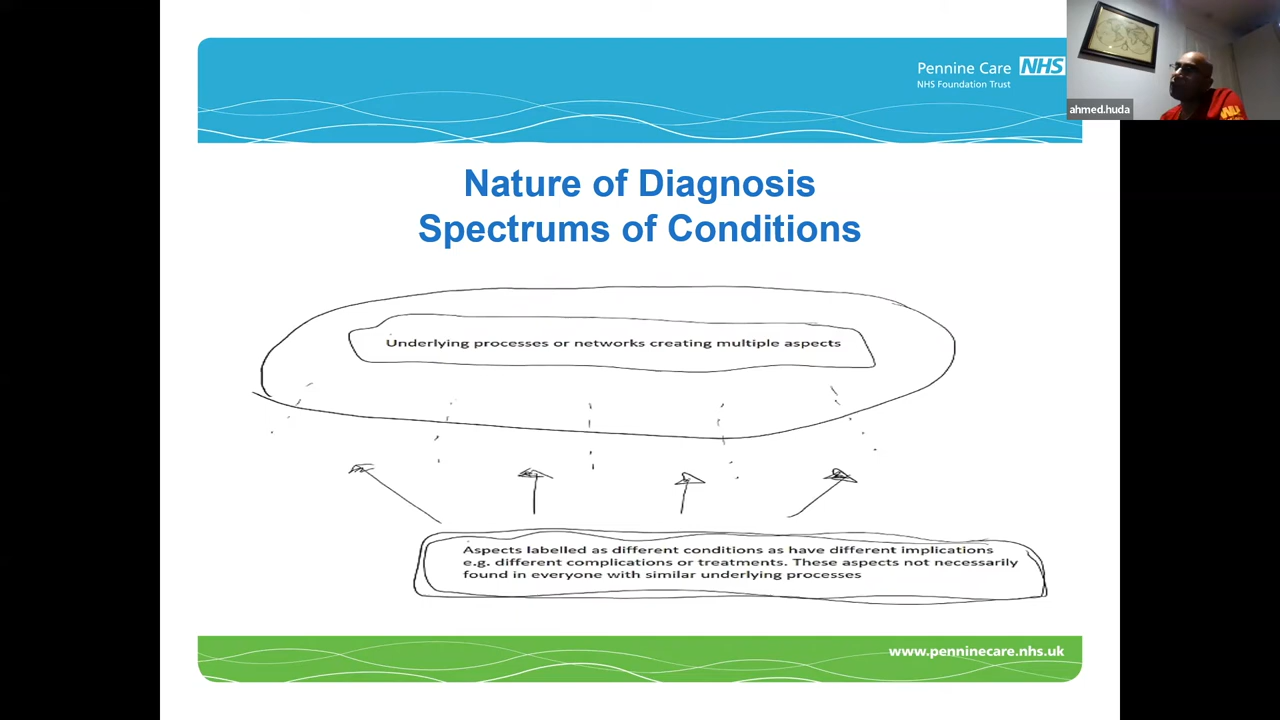 Pennine Care NHS
NHS Foundation Trust
ahmed.huda
Nature of Diagnosis
Spectrums of Conditions
Underlying processes or networks creating multiple aspects
Aspects labelled as different conditions as have different implications
e.g. different complications or treatments. These aspects not necessarily
found in everyone with similar underlying processes
www.penninecare.nhs.uk